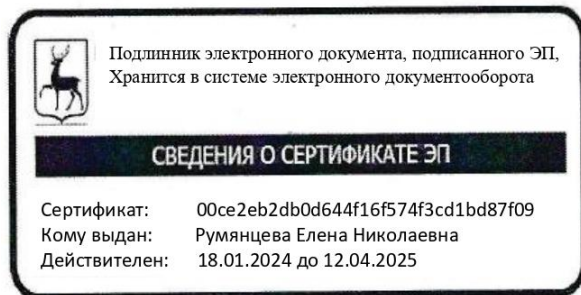 Подлинник электронного документа, подписанного ЭП,
Хранится в системе электронного документооборота
СВЕДЕНИЯ О СЕРТИФИКАТЕ ЭП
Сертификат: 00ce2eb2db0d644f16f574f3cd1bd87f09
Кому выдан: Румянцева Елена Николаевна
Действителен: 18.01.2024 до 12.04.2025